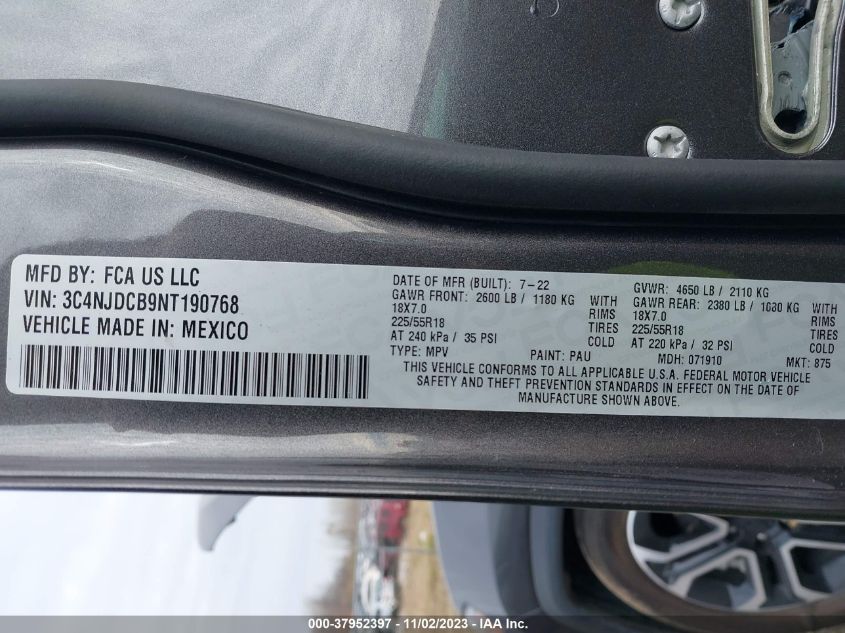 MFD BY: FCA US LLC
VIN: 3C4NJDCB9NT190768
VEHICLE MADE IN: MEXICO
DATE OF MFR (BUILT): 7-22
GAWR FRONT: 2600 LB / 1180 KG
18X7.0 RIMS
225/55R18 TIRES
AT 240 kPa / 35 PSI COLD
TYPE: MPV PAINT: PAU
GVWR: 4650 LB / 2110 KG
GAWR REAR: 2380 LB / 1080 KG
18X7.0 RIMS
225/55R18 TIRES
AT 220 kPa / 32 PSI COLD
MDH: 071910 MKT: 875
THIS VEHICLE CONFORMS TO ALL APPLICABLE U.S.A. FEDERAL MOTOR VEHICLE
SAFETY AND THEFT PREVENTION STANDARDS IN EFFECT ON THE DATE OF
MANUFACTURE SHOWN ABOVE.
000-37952397 - 11/02/2023 - IAA Inc.